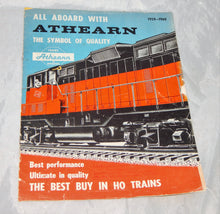 ALL ABOARD WITH
1959-1960
ATHEARN
THE SYMBOL OF QUALITY
Athearn
Best performance
Ultimate in quality
THE BEST BUY IN HO TRAINS